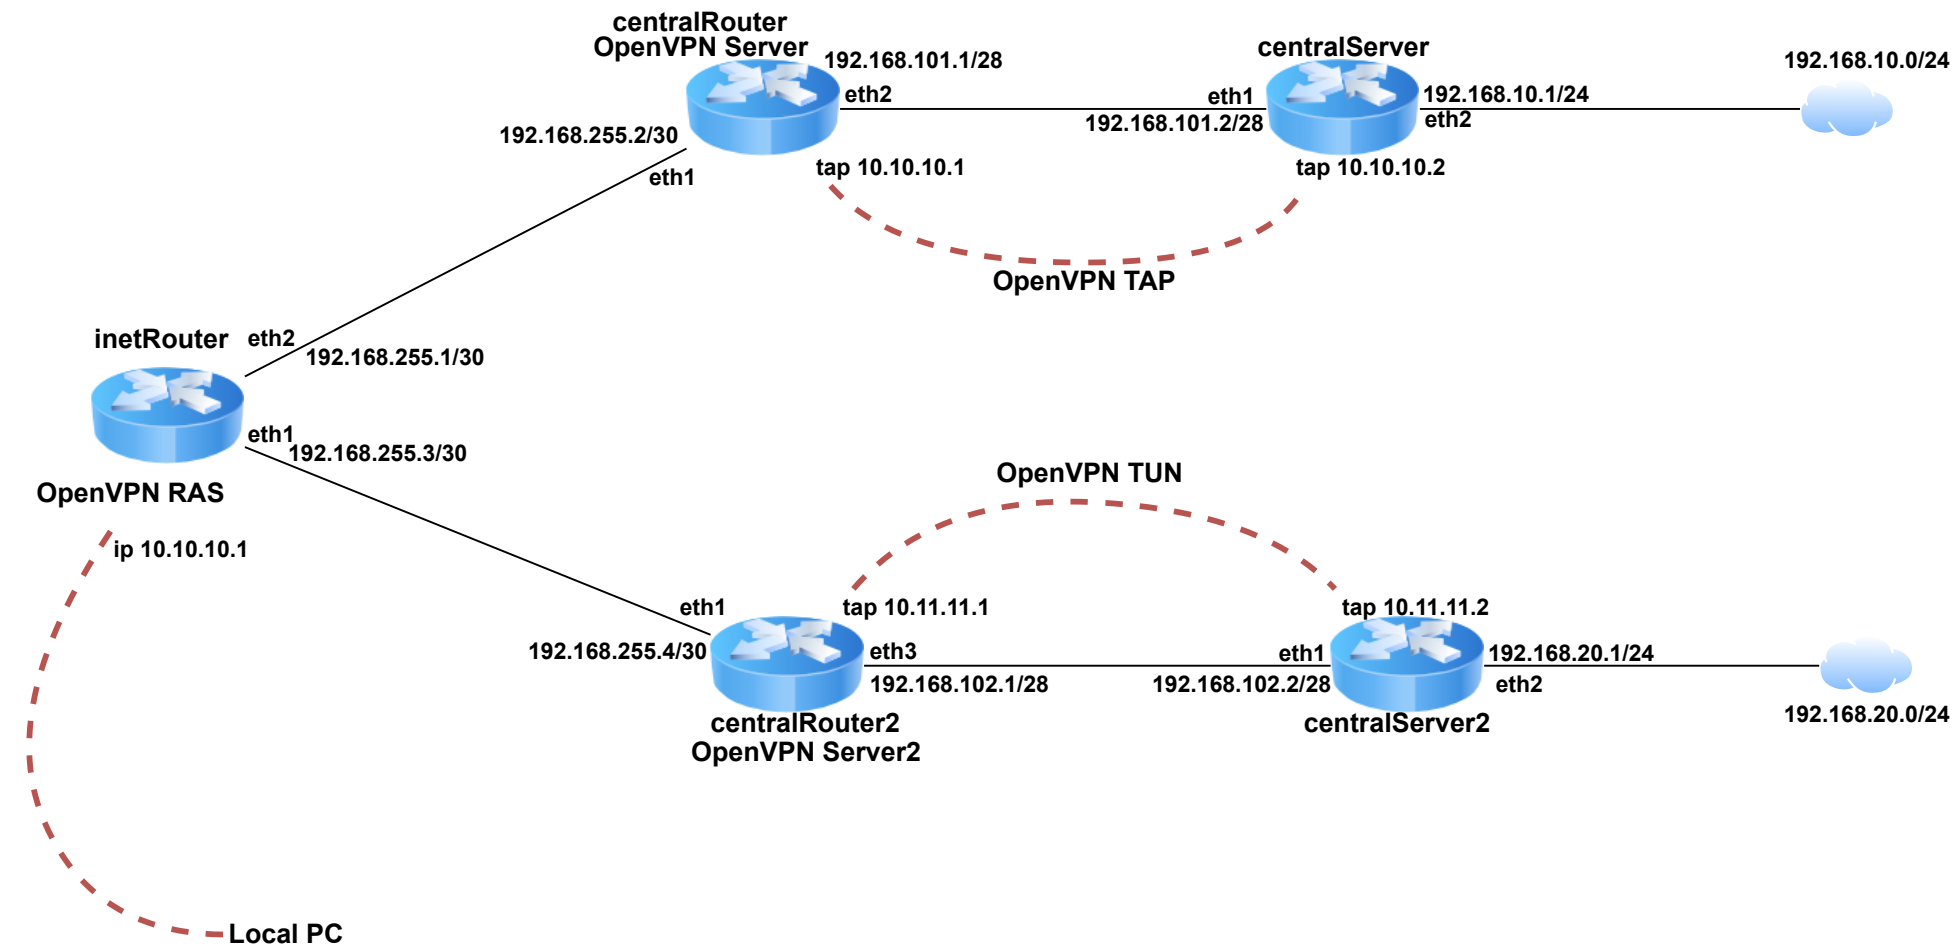 centralRouter
OpenVPN Server
centralServer
192.168.101.1/28
192.168.10.0/24
eth2
eth1
192.168.10.1/24
192.168.101.2/28
eth2
192.168.255.2/30
eth1
tap 10.10.10.1
tap 10.10.10.2
OpenVPN TAP
inetRouter
eth2
192.168.255.1/30
eth1
192.168.255.3/30
OpenVPN RAS
ip 10.10.10.1
OpenVPN TUN
eth1
tap 10.11.11.1
tap 10.11.11.2
192.168.255.4/30
eth3
eth1
192.168.20.1/24
192.168.102.1/28
192.168.102.2/28
eth2
centralRouter2
OpenVPN Server2
centralServer2
192.168.20.0/24
Local PC